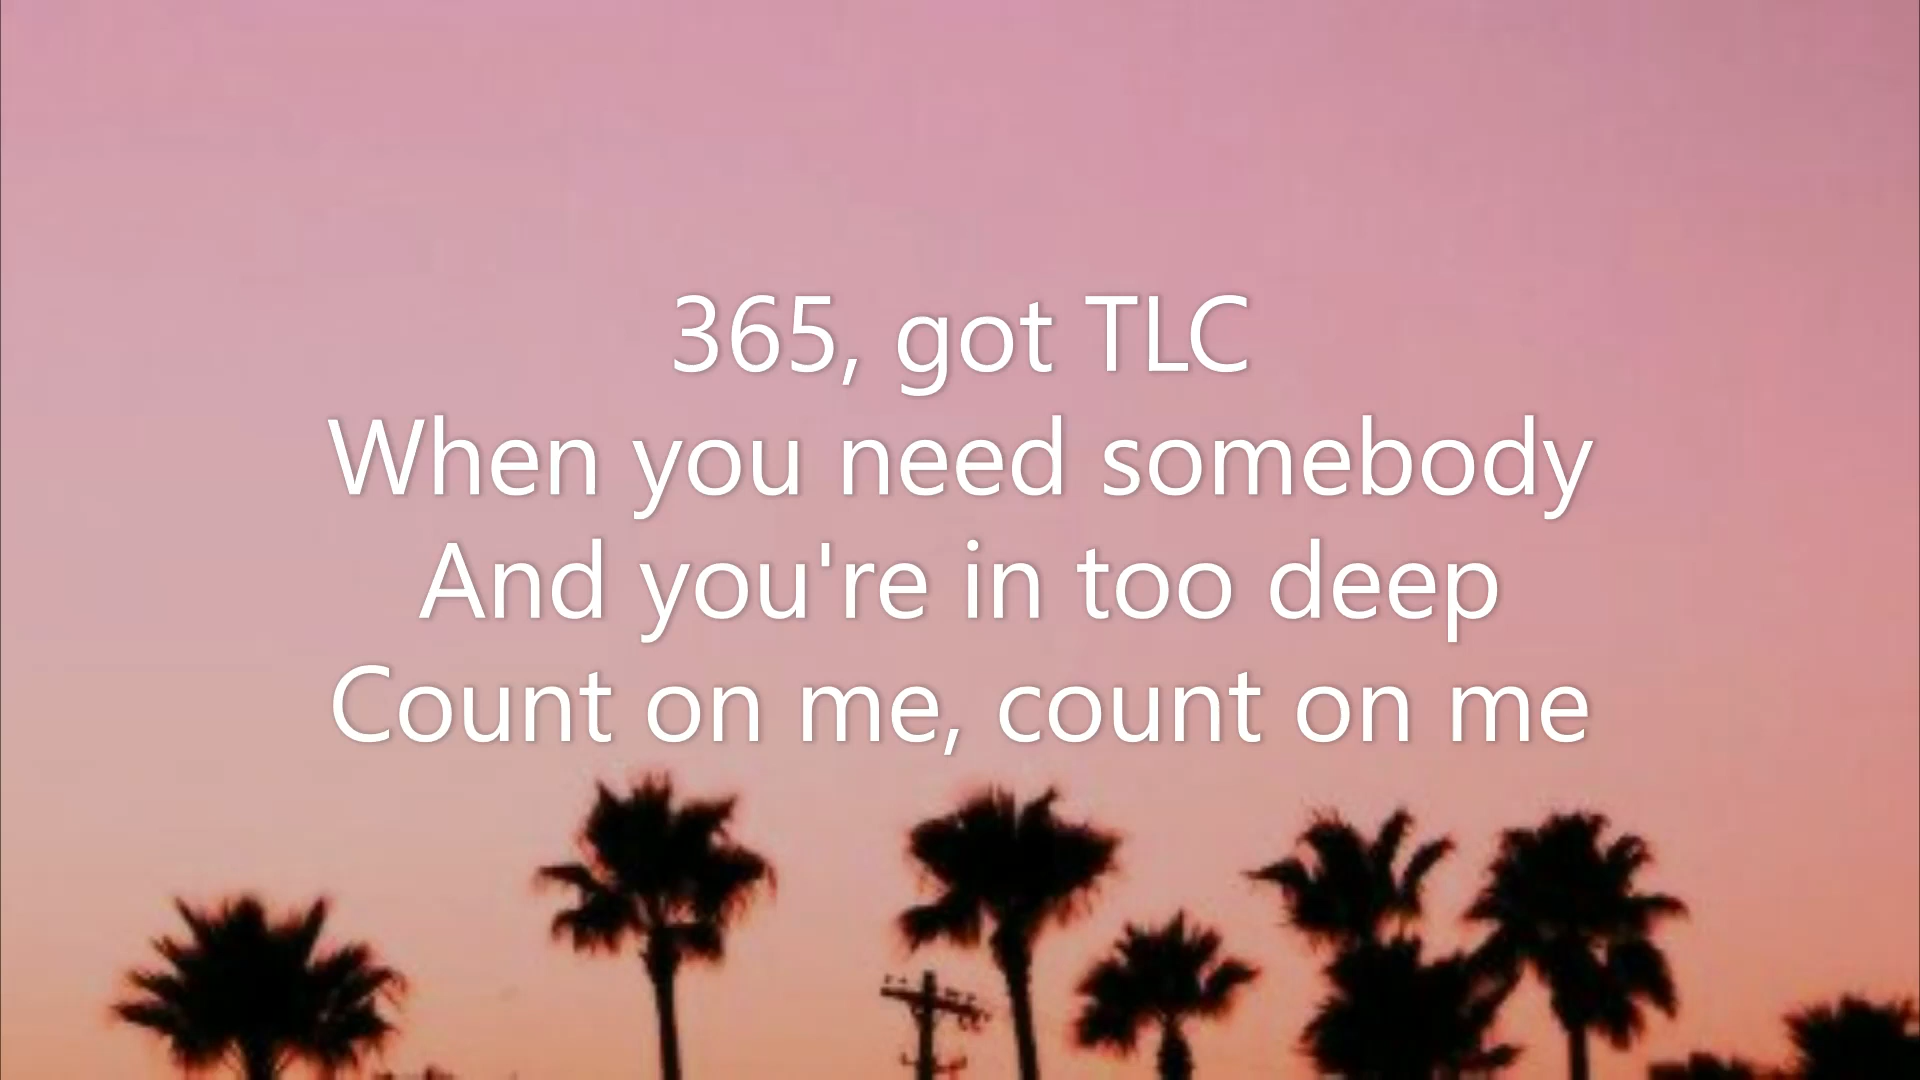 365, got TLC
When you need somebody
And you're in too deep
Count on me, count on me